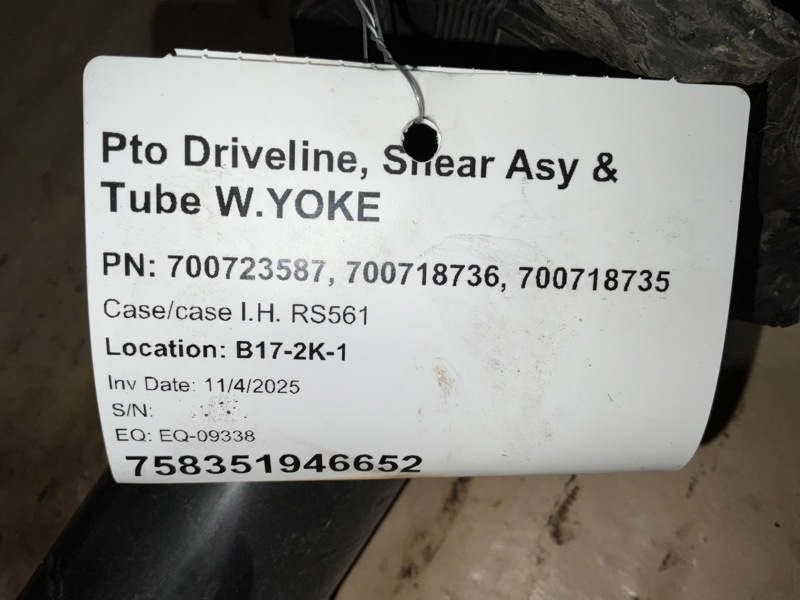 Pto Driveline, Shear Asy &
Tube W.YOKE
PN: 700723587, 700718736, 700718735
Case/case I.H. RS561
Location: B17-2K-1
Inv Date: 11/4/2025
S/N:
EQ: EQ-09338
758351946652